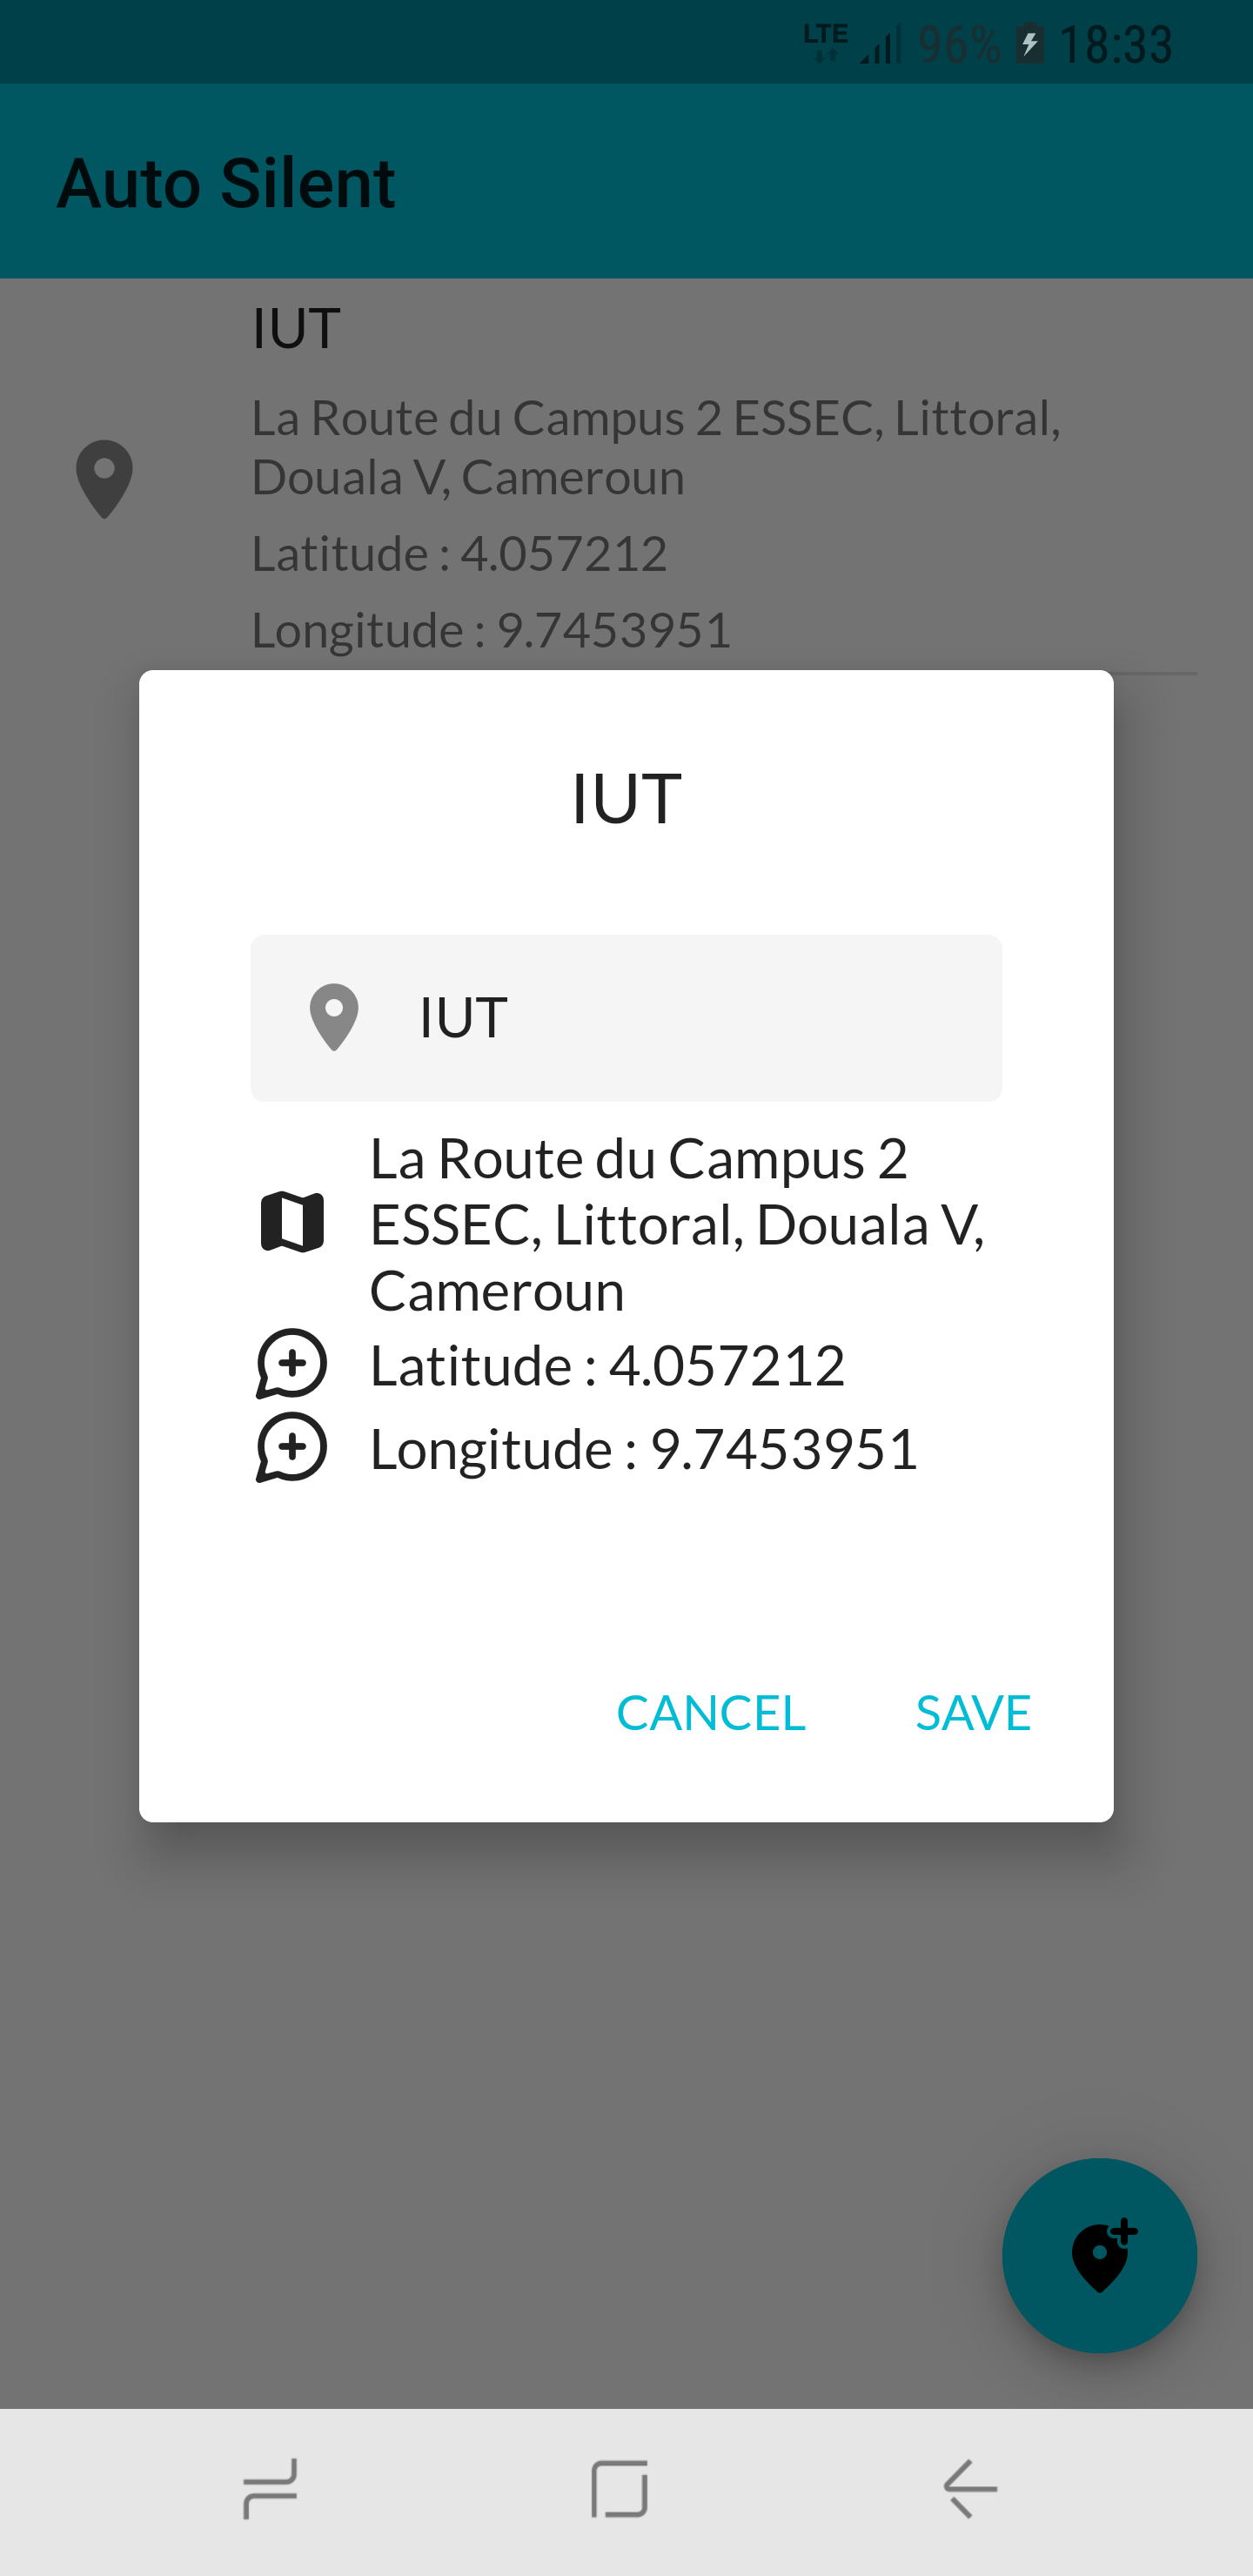 LTE 96% 18:33
Auto Silent
IUT
La Route du Campus 2 ESSEC, Littoral,
Douala V, Cameroun
Latitude : 4.057212
Longitude : 9.7453951
IUT
IUT
La Route du Campus 2
ESSEC, Littoral, Douala V,
Cameroun
Latitude : 4.057212
Longitude : 9.7453951
CANCEL SAVE